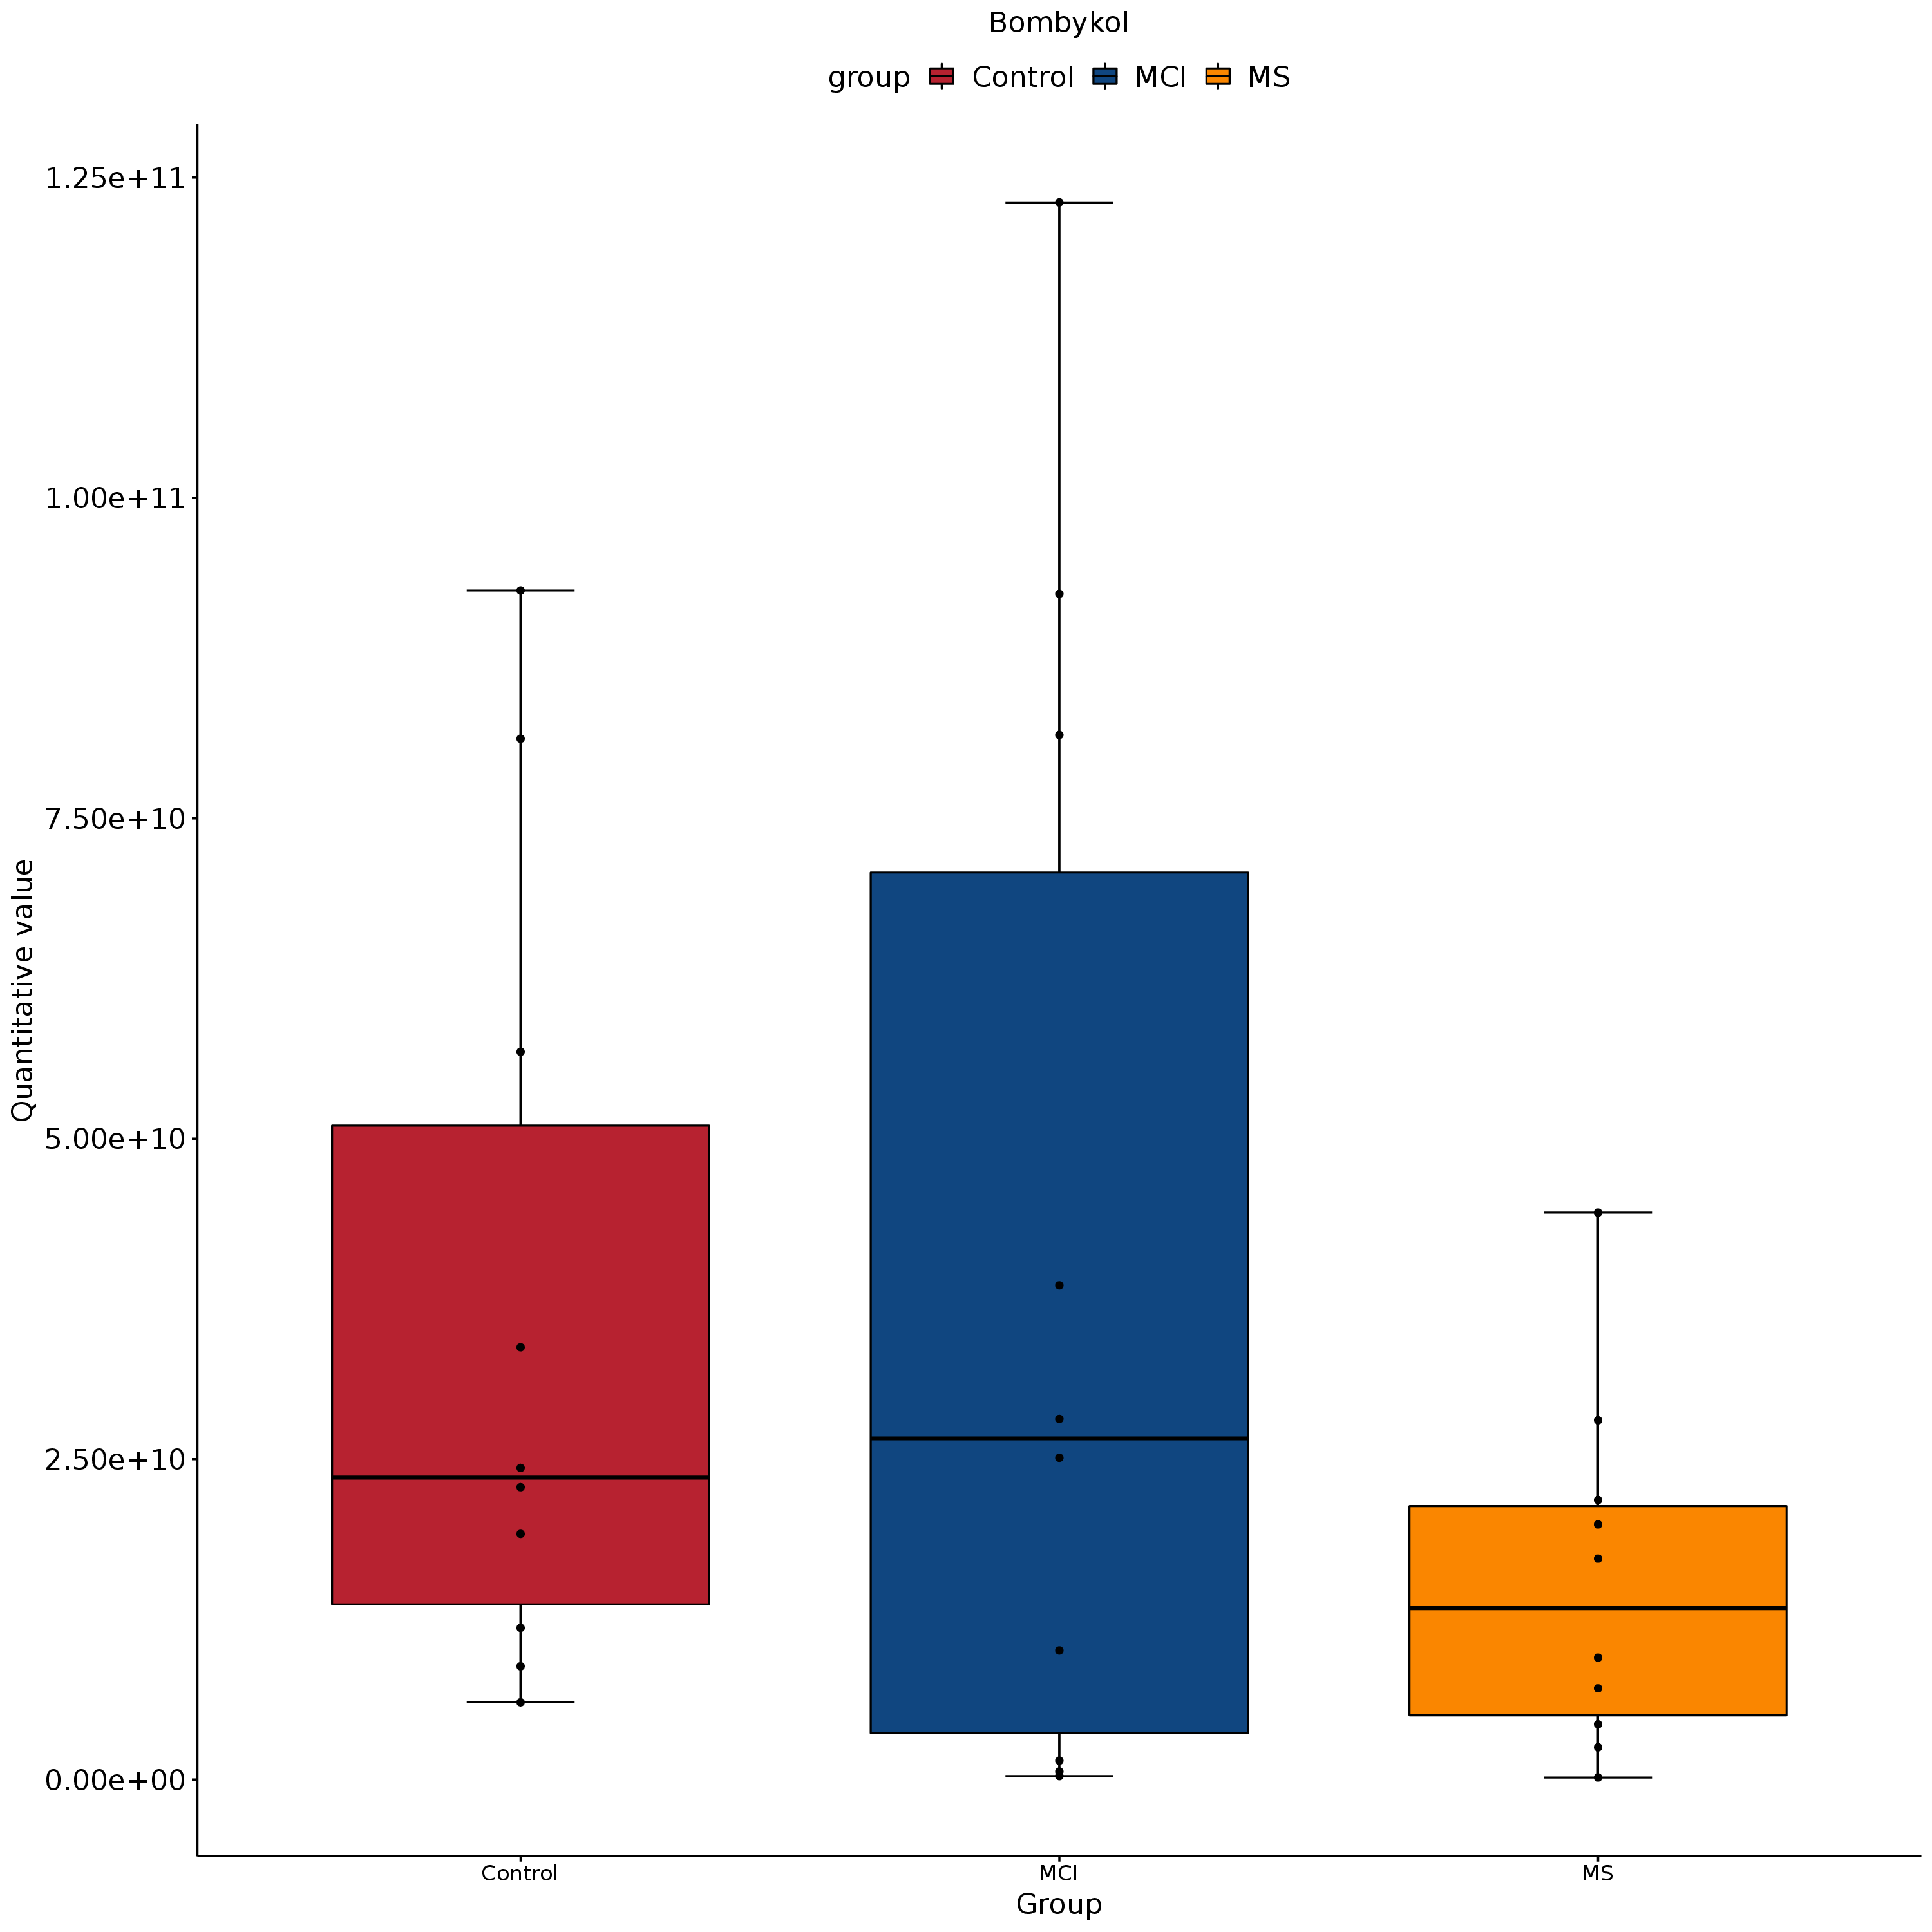 Bombykol
group Control MCI MS
1.25e+11
1.00e+11
7.50e+10
5.00e+10
2.50e+10
0.00e+00
Quantitative value
Control MCI MS
Group